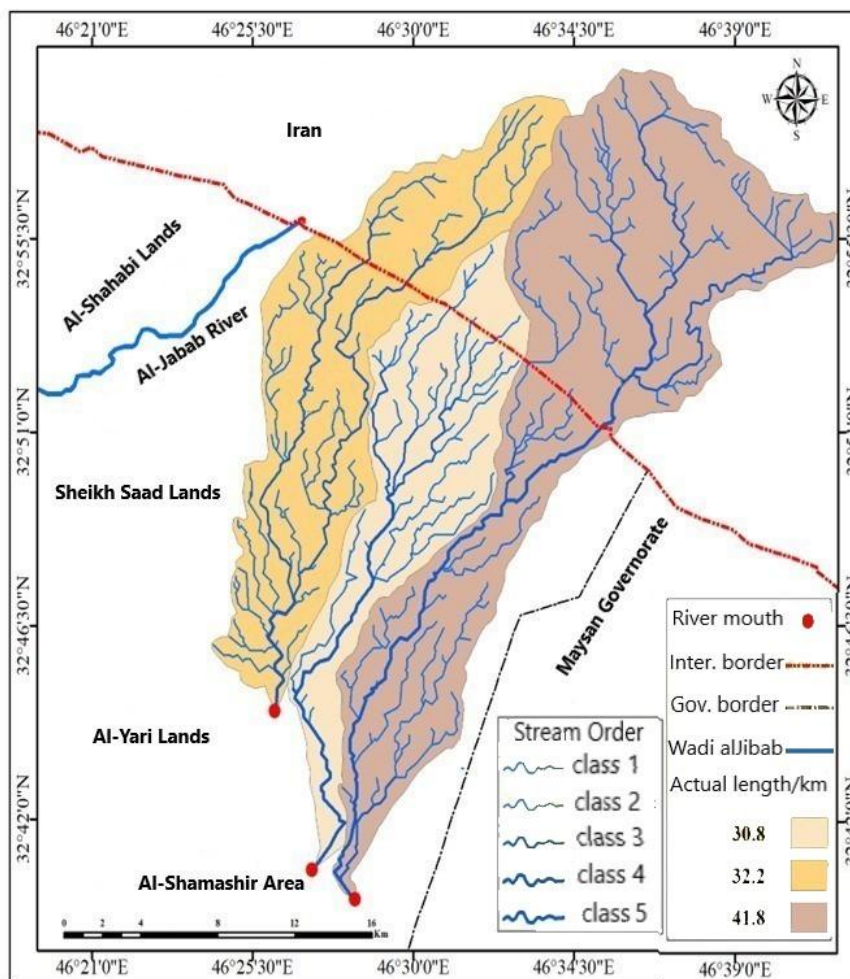 46°21'0"E 46°25'30"E 46°30'0"E 46°34'30"E 46°39'0"E
N
W E
S
Iran
32°55'30"N
Al-Shahabi Lands
Al-Jabab River
32°51'0"N
Sheikh Saad Lands
Maysan Governorate
32°46'30"N
Al-Yari Lands
32°42'0"N
Al-Shamashir Area
0 2 4 8 12 16
Km
Stream Order
class 1
class 2
class 3
class 4
class 5
River mouth
Inter. border
Gov. border
Wadi alJibab
Actual length/km
30.8
32.2
41.8
46°21'0"E 46°25'30"E 46°30'0"E 46°34'30"E 46°39'0"E